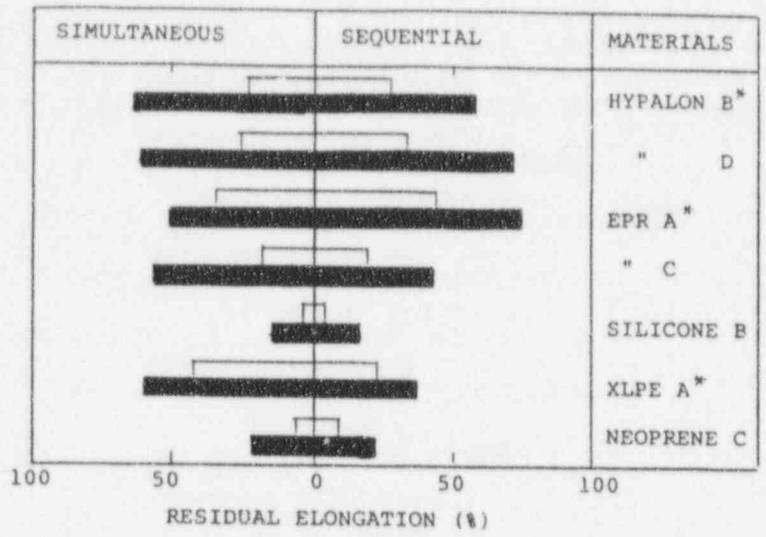 SIMULTANEOUS SEQUENTIAL MATERIALS
HYPALON B*
" D
EPR A*
" C
SILICONE B
XLPE A*
NEOPRENE C
100 50 0 50 100
RESIDUAL ELONGATION (%)